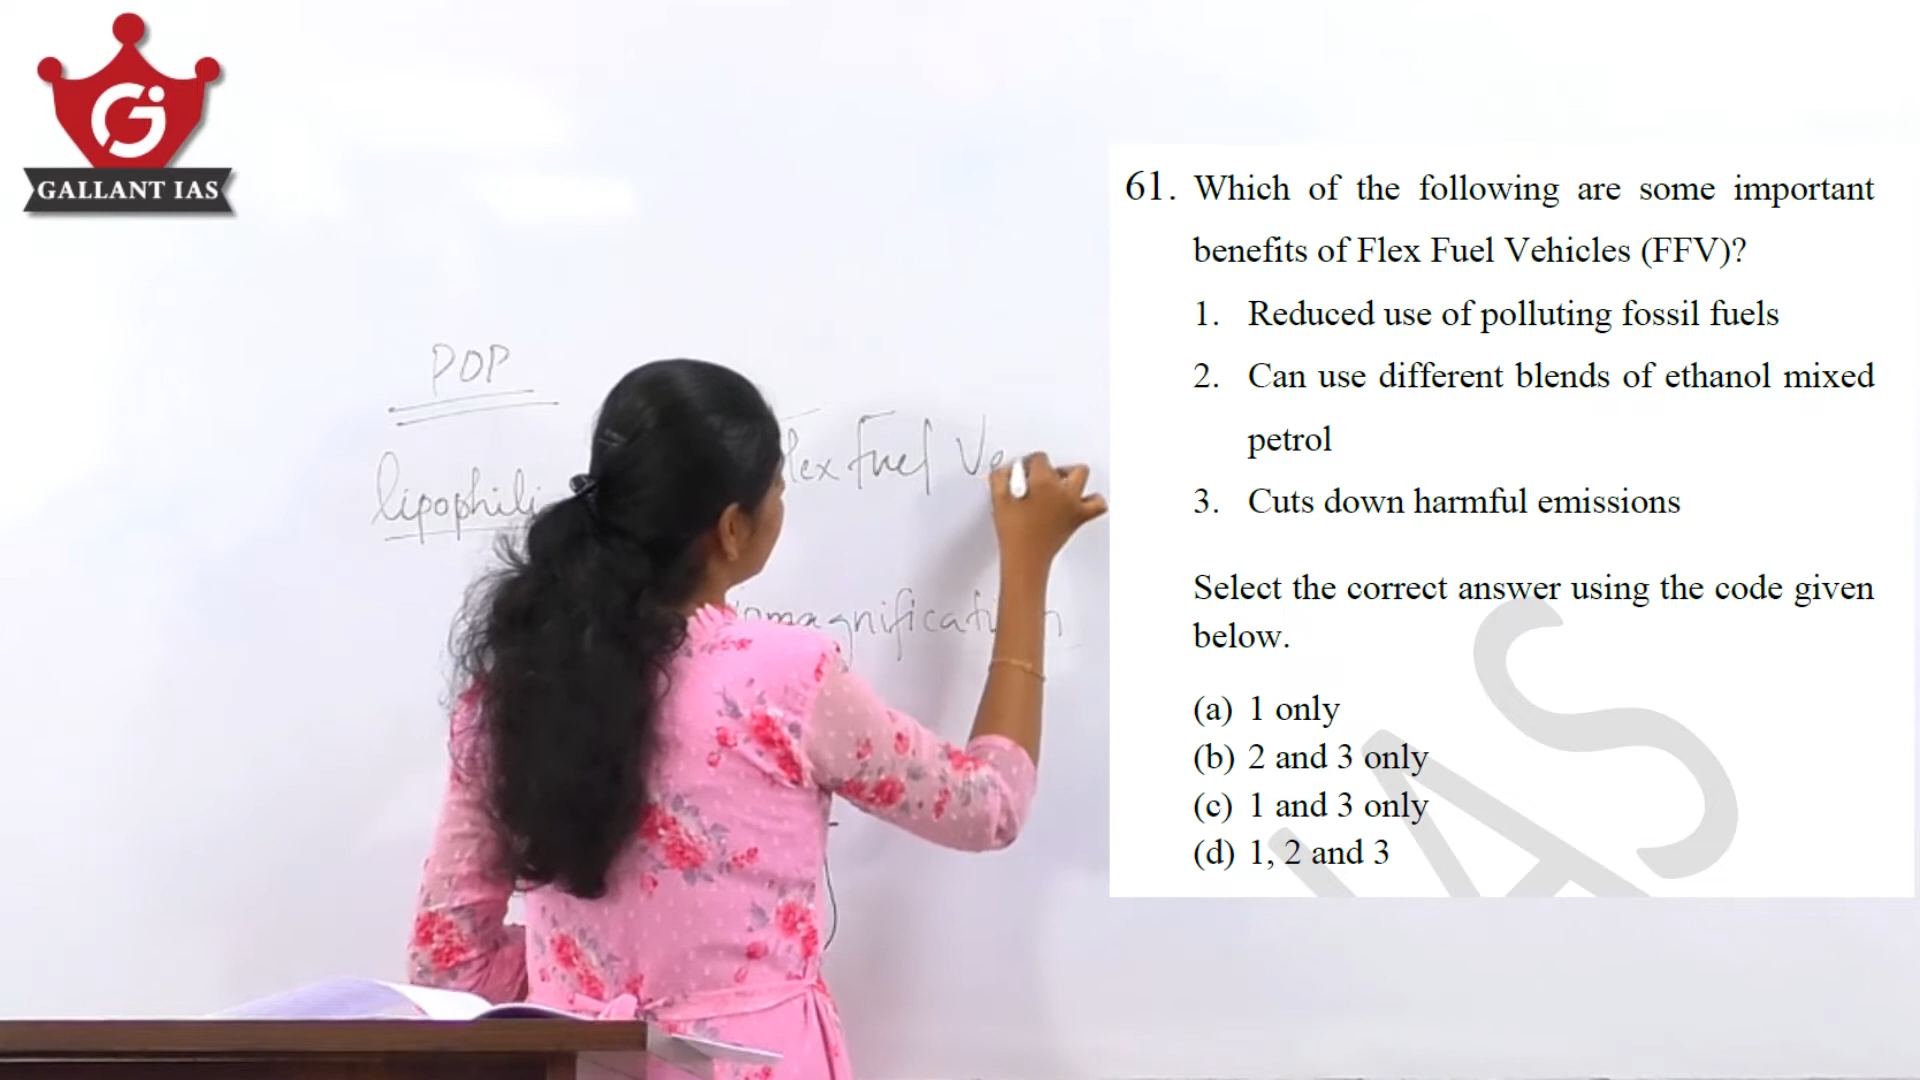 GALLANT IAS
POP
Fuel
61. Which of the following are some important
benefits of Flex Fuel Vehicles (FFV)?
1. Reduced use of polluting fossil fuels
2. Can use different blends of ethanol mixed
petrol
3. Cuts down harmful emissions
Select the correct answer using the code given
below.
(a) 1 only
(b) 2 and 3 only
(c) 1 and 3 only
(d) 1, 2 and 3
IAS